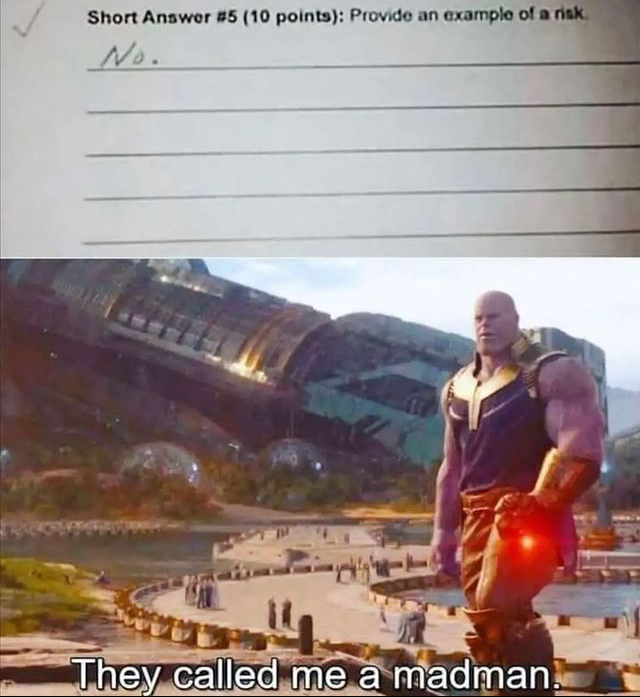 Short Answer #5 (10 points): Provide an example of a risk.
No.
They called me a madman.